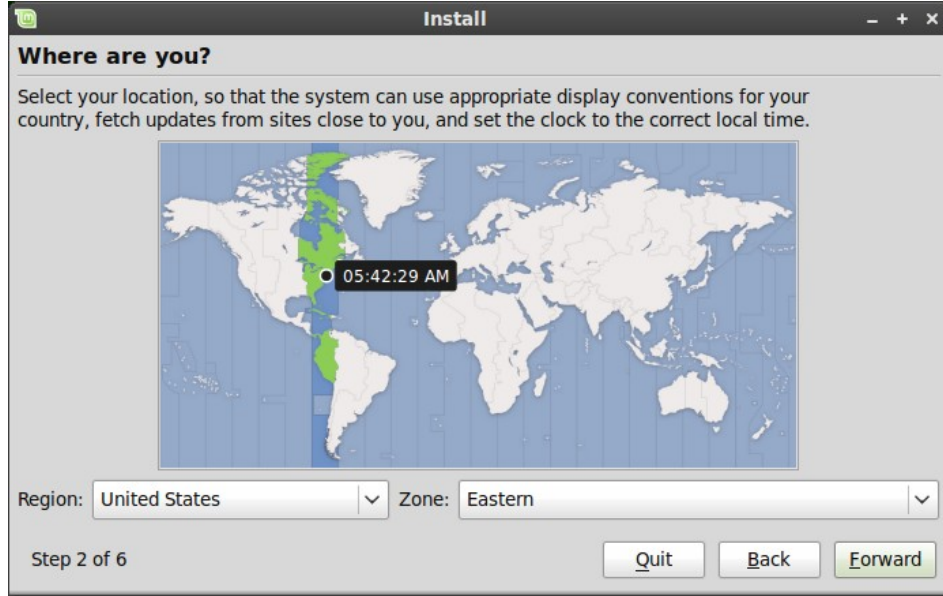 Install
Where are you?
Select your location, so that the system can use appropriate display conventions for your
country, fetch updates from sites close to you, and set the clock to the correct local time.
05:42:29 AM
Region: United States Zone: Eastern
Step 2 of 6 Quit Back Forward